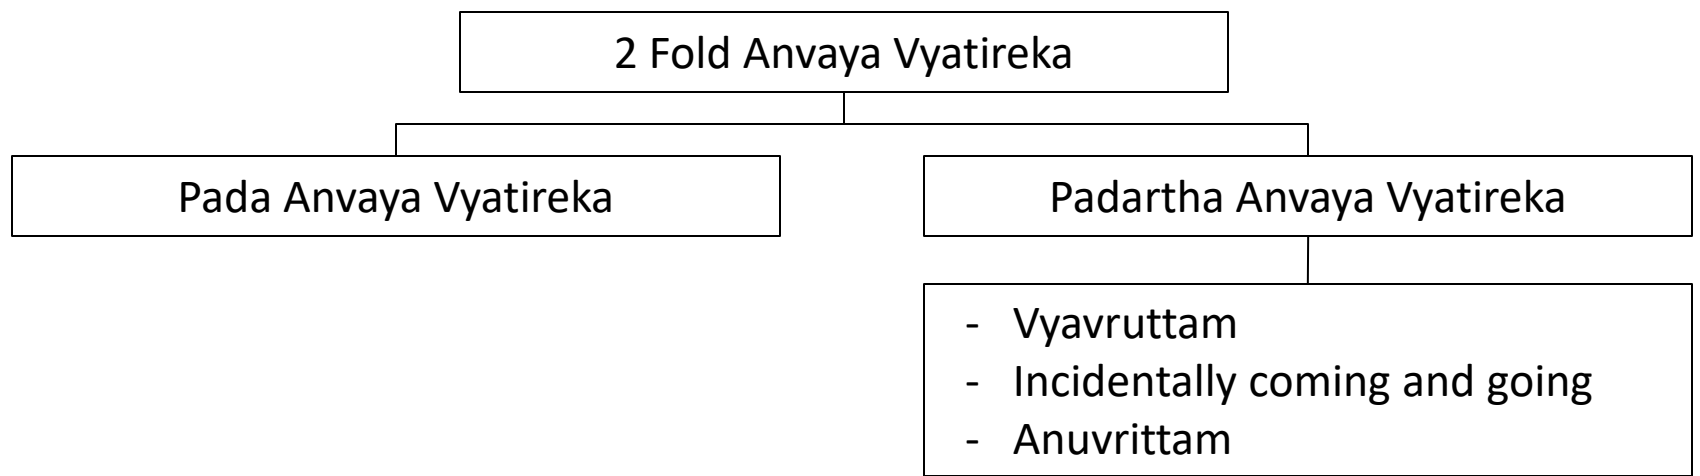 2 Fold Anvaya Vyatireka
Pada Anvaya Vyatireka
Padartha Anvaya Vyatireka
- Vyavruttam
- Incidentally coming and going
- Anuvrittam